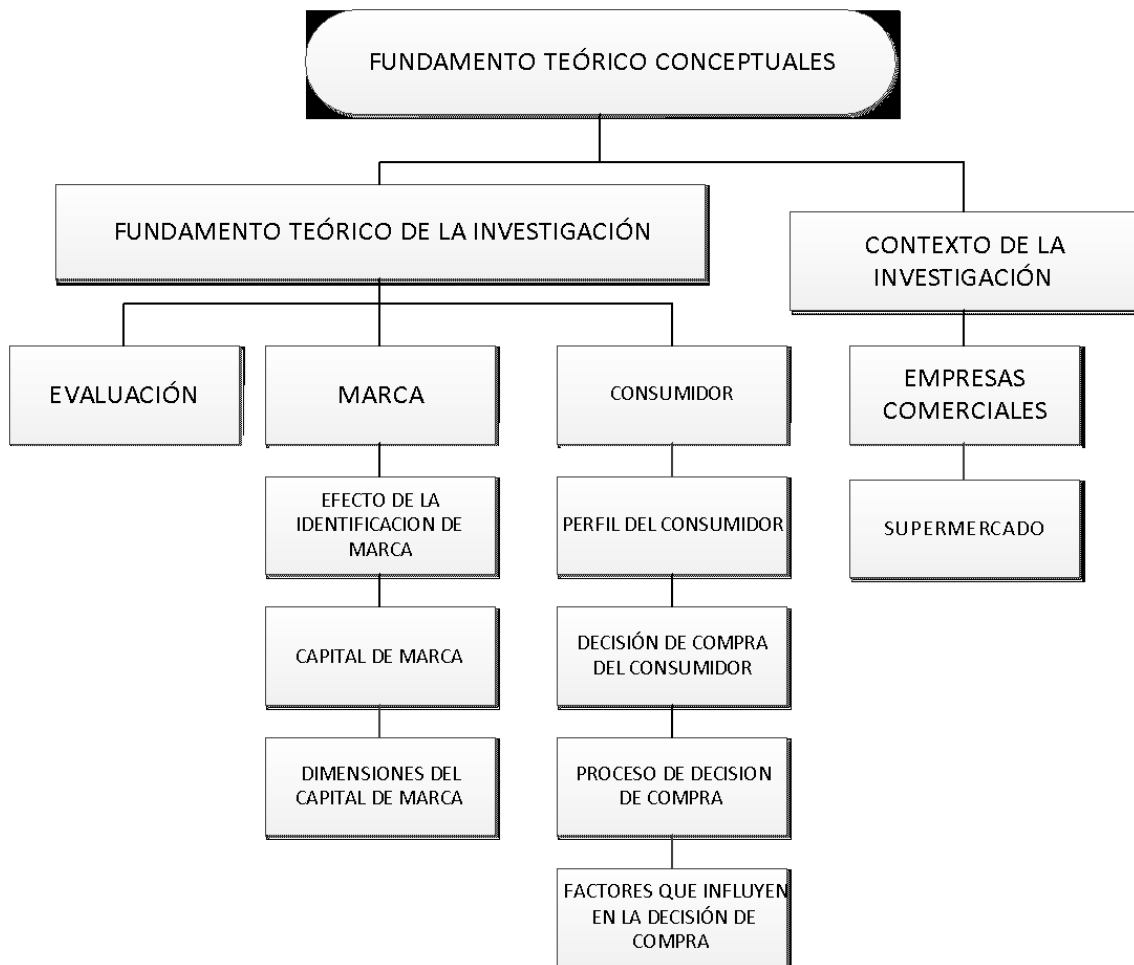 FUNDAMENTO TEÓRICO CONCEPTUALES
FUNDAMENTO TEÓRICO DE LA INVESTIGACIÓN
CONTEXTO DE LA
INVESTIGACIÓN
EVALUACIÓN
MARCA
CONSUMIDOR
EMPRESAS
COMERCIALES
EFECTO DE LA
IDENTIFICACION DE
MARCA
PERFIL DEL CONSUMIDOR
SUPERMERCADO
CAPITAL DE MARCA
DECISIÓN DE COMPRA
DEL CONSUMIDOR
DIMENSIONES DEL
CAPITAL DE MARCA
PROCESO DE DECISION
DE COMPRA
FACTORES QUE INFLUYEN
EN LA DECISIÓN DE
COMPRA